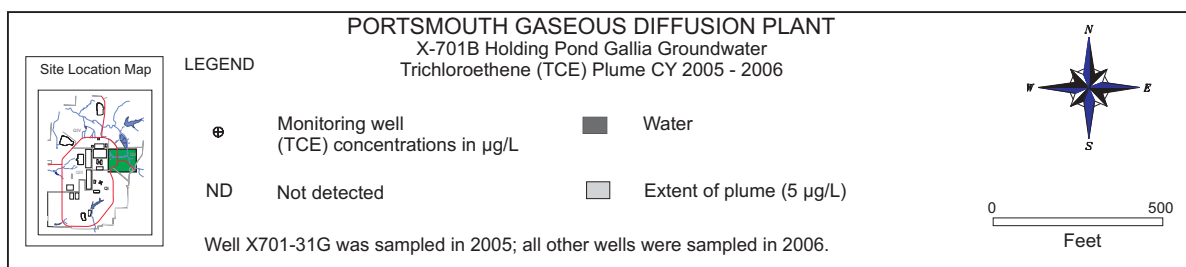 PORTSMOUTH GASEOUS DIFFUSION PLANT
X-701B Holding Pond Gallia Groundwater
Trichloroethene (TCE) Plume CY 2005 - 2006
Site Location Map
LEGEND
Monitoring well
(TCE) concentrations in µg/L
Water
ND
Not detected
Extent of plume (5 µg/L)
Well X701-31G was sampled in 2005; all other wells were sampled in 2006.
N
W
E
S
0
500
Feet